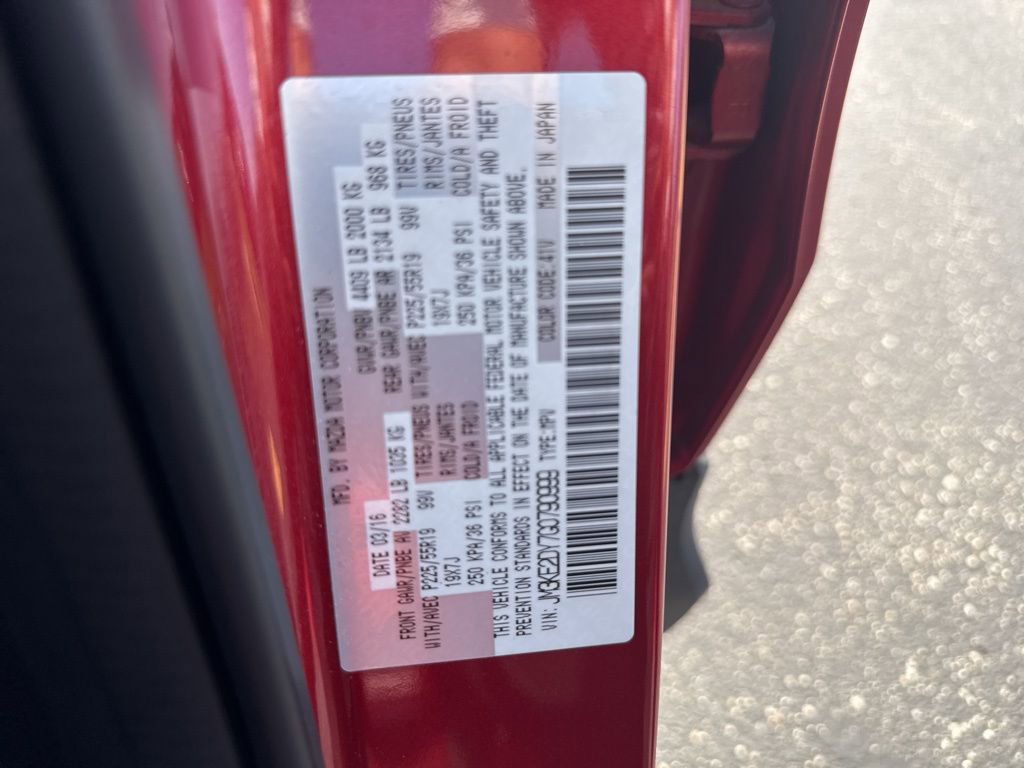 MFD. BY MAZDA MOTOR CORPORATION
DATE 03/16 GVWR/PNBV 4409 LB 2000 KG
FRONT GAWR/PNBE AV 2282 LB 1035 KG REAR GAWR/PNBE AR 2134 LB 968 KG
WITH/AVEC P225/55R19 99V TIRES/PNEUS WITH/AVEC P225/55R19 99V TIRES/PNEUS
19X7J RIMS/JANTES 19X7J RIMS/JANTES
250 KPA/36 PSI COLD/A FROID 250 KPA/36 PSI COLD/A FROID
THIS VEHICLE CONFORMS TO ALL APPLICABLE FEDERAL MOTOR VEHICLE SAFETY AND THEFT
PREVENTION STANDARDS IN EFFECT ON THE DATE OF MANUFACTURE SHOWN ABOVE.
VIN: JM3KE2DY7G0790999 TYPE:MPV COLOR CODE:41V MADE IN JAPAN